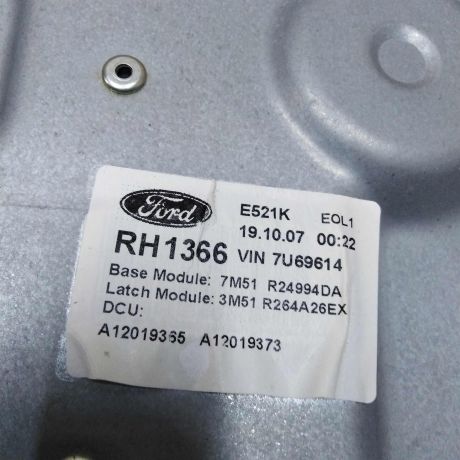 Ford
E521K EOL1
19.10.07 00:22
RH1366 VIN 7U69614
Base Module: 7M51 R24994DA
Latch Module: 3M51 R264A26EX
DCU:
A12019365 A12019373